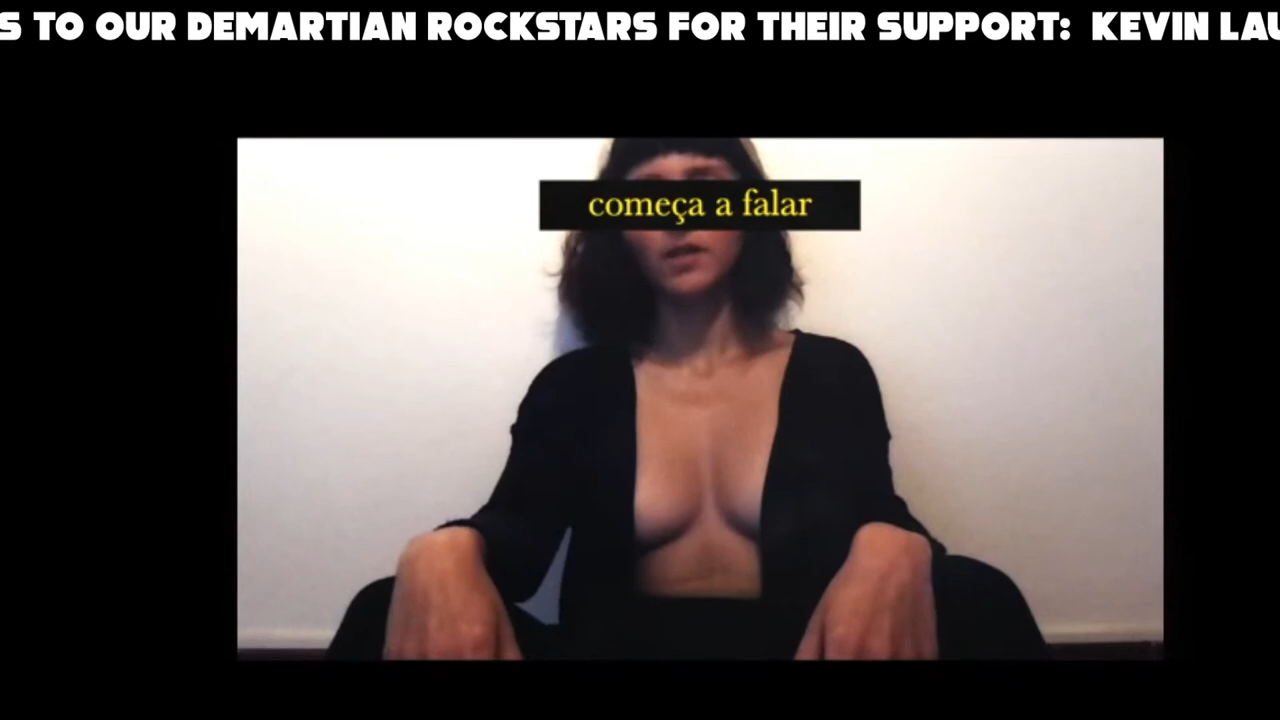 S TO OUR DEMARTIAN ROCKSTARS FOR THEIR SUPPORT: KEVIN LAU
começa a falar